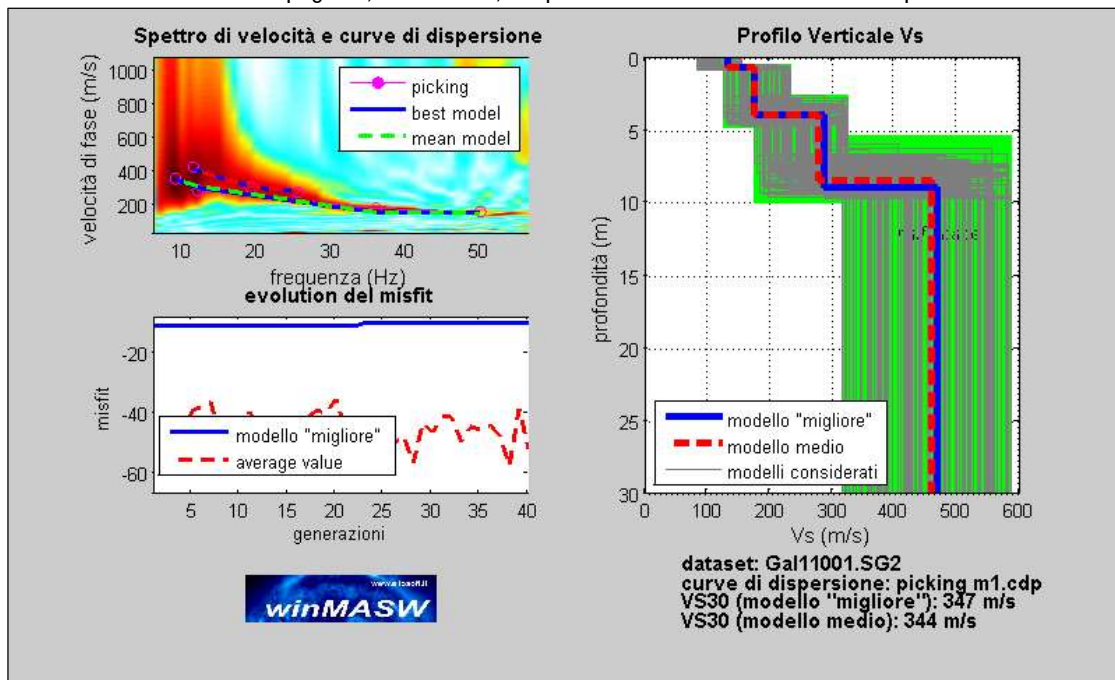 Spettro di velocità e curve di dispersione
velocità di fase (m/s)
1000
800
600
400
200
picking
best model
mean model
10
20
30
40
50
frequenza (Hz)
evolution del misfit
misfit
-20
-40
-60
modello "migliore"
average value
5
10
15
20
25
30
35
40
generazioni
winMASW
Profilo Verticale Vs
profondità (m)
0
5
10
15
20
25
30
modello "migliore"
modello medio
modelli considerati
0
100
200
300
400
500
600
Vs (m/s)
dataset: Gal11001.SG2
curve di dispersione: picking m1.cdp
VS30 (modello "migliore"): 347 m/s
VS30 (modello medio): 344 m/s